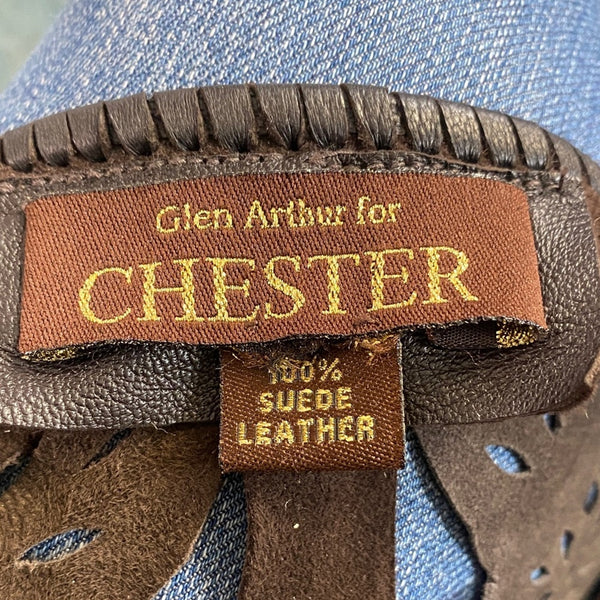 Glen Arthur for
CHESTER
100%
SUEDE
LEATHER